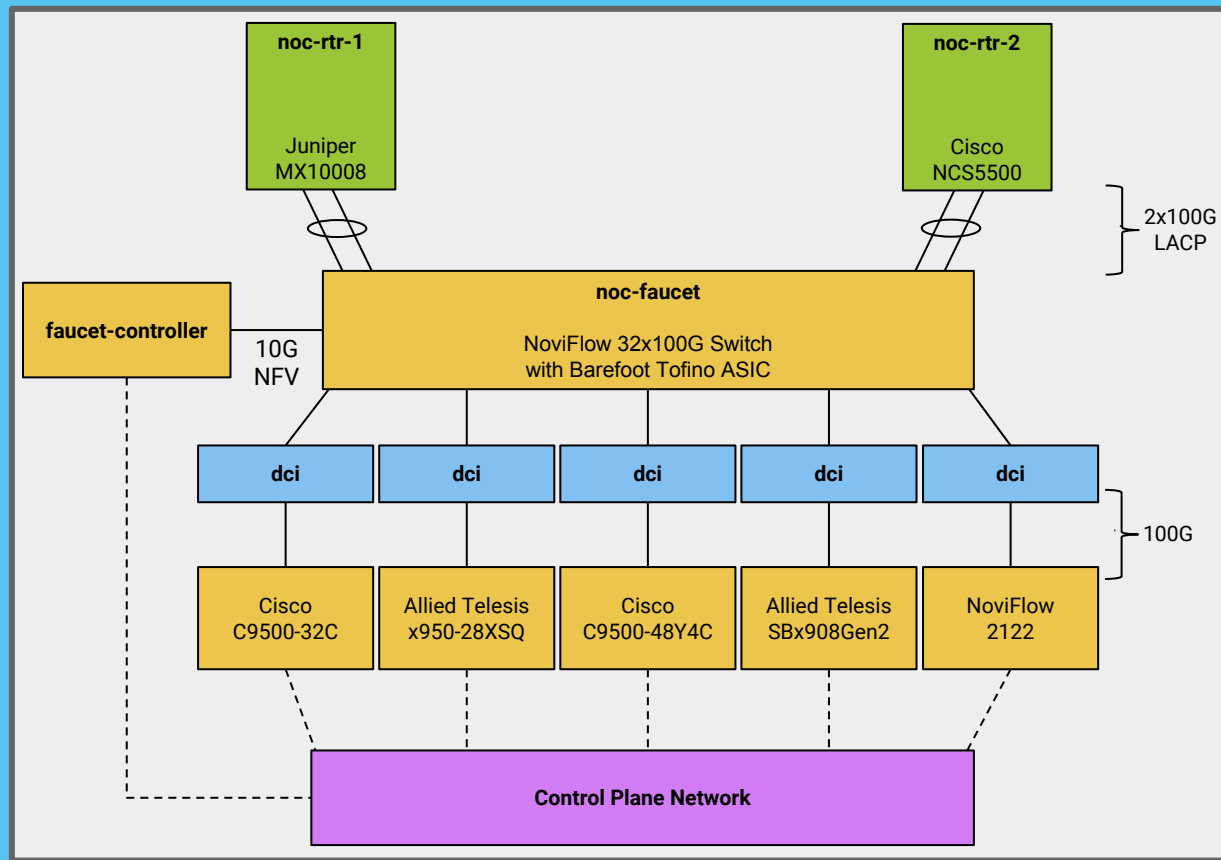 noc-rtr-1
Juniper
MX10008
noc-rtr-2
Cisco
NCS5500
2x100G
LACP
faucet-controller
10G
NFV
noc-faucet
NoviFlow 32x100G Switch
with Barefoot Tofino ASIC
dci
dci
dci
dci
dci
100G
Cisco
C9500-32C
Allied Telesis
x950-28XSQ
Cisco
C9500-48Y4C
Allied Telesis
SBx908Gen2
NoviFlow
2122
Control Plane Network